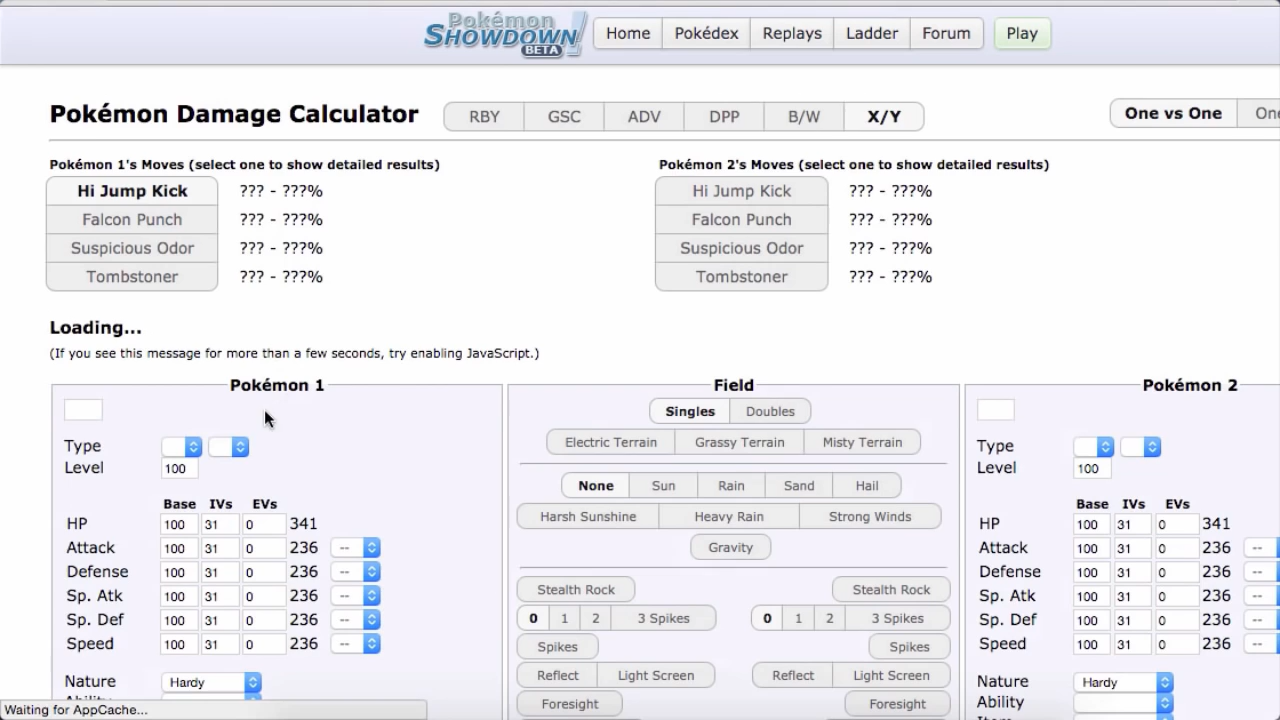 Pokémon SHOWDOWN! BETA
Home Pokédex Replays Ladder Forum Play
Pokémon Damage Calculator RBY GSC ADV DPP B/W X/Y One vs One One
Pokémon 1's Moves (select one to show detailed results) Pokémon 2's Moves (select one to show detailed results)
Hi Jump Kick ??? - ???% Hi Jump Kick ??? - ???%
Falcon Punch ??? - ???% Falcon Punch ??? - ???%
Suspicious Odor ??? - ???% Suspicious Odor ??? - ???%
Tombstoner ??? - ???% Tombstoner ??? - ???%
Loading...
(If you see this message for more than a few seconds, try enabling JavaScript.)
Pokémon 1
Type
Level 100
Base IVs EVs
HP 100 31 0 341
Attack 100 31 0 236 --
Defense 100 31 0 236 --
Sp. Atk 100 31 0 236 --
Sp. Def 100 31 0 236 --
Speed 100 31 0 236 --
Nature Hardy
Ability
Field
Singles Doubles
Electric Terrain Grassy Terrain Misty Terrain
None Sun Rain Sand Hail
Harsh Sunshine Heavy Rain Strong Winds
Gravity
Stealth Rock Stealth Rock
0 1 2 3 Spikes 0 1 2 3 Spikes
Spikes Spikes
Reflect Light Screen Reflect Light Screen
Foresight Foresight
Pokémon 2
Type
Level 100
Base IVs EVs
HP 100 31 0 341
Attack 100 31 0 236 --
Defense 100 31 0 236 --
Sp. Atk 100 31 0 236 --
Sp. Def 100 31 0 236 --
Speed 100 31 0 236 --
Nature Hardy
Ability
Item
Waiting for AppCache...